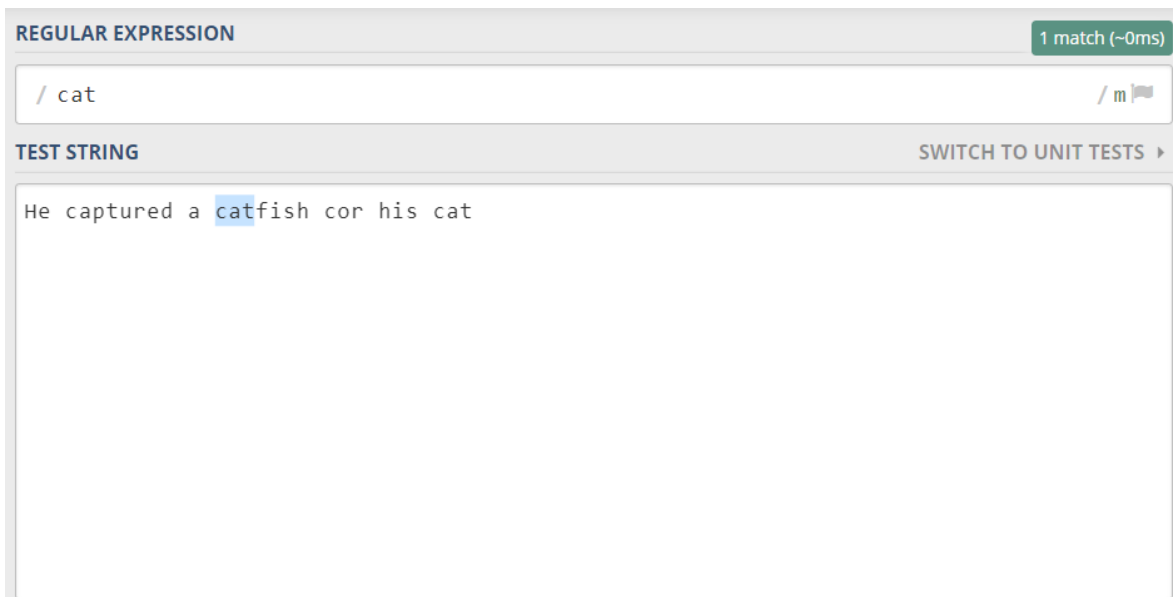 REGULAR EXPRESSION
1 match (~0ms)
/ cat / m
TEST STRING
SWITCH TO UNIT TESTS
He captured a catfish cor his cat